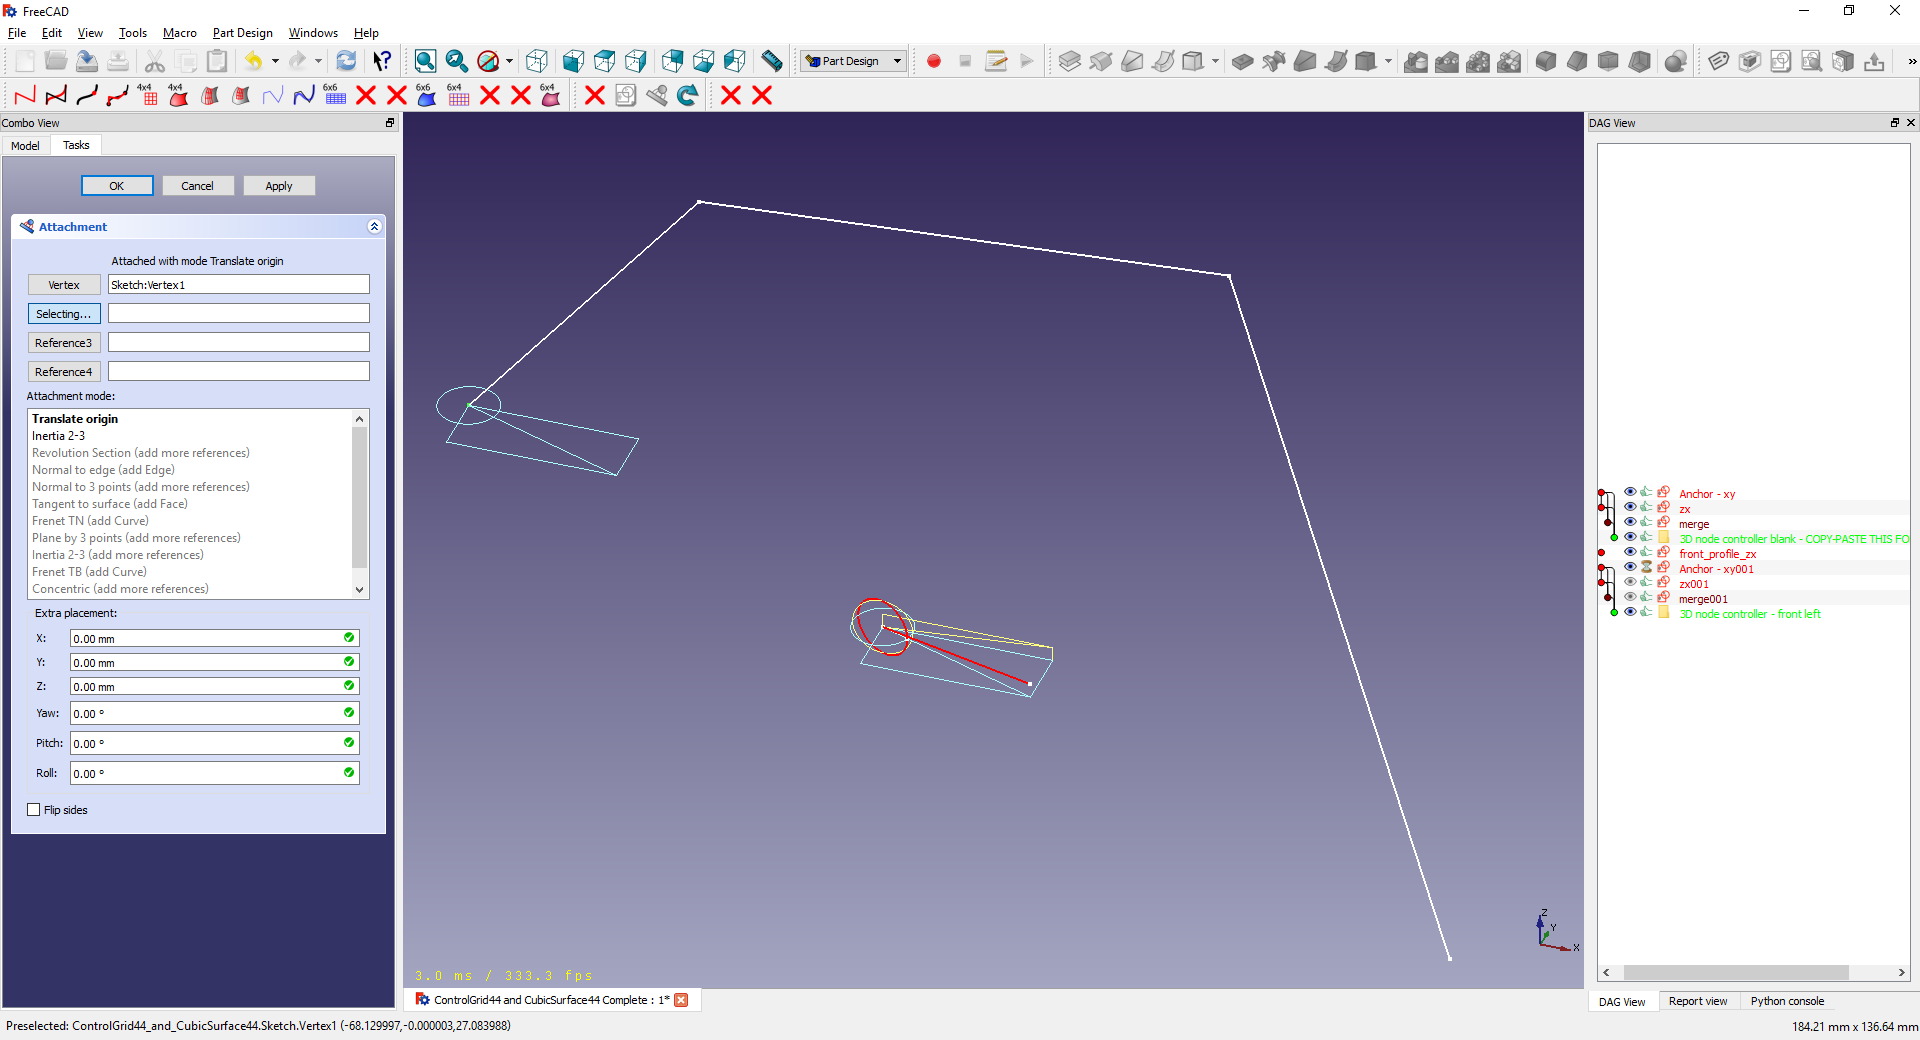 FreeCAD
File Edit View Tools Macro Part Design Windows Help
Part Design
4x4 4x4 6x6 6x6 6x4 6x4
Combo View
Model Tasks
OK Cancel Apply
Attachment
Attached with mode Translate origin
Vertex Sketch:Vertex1
Selecting...
Reference3
Reference4
Attachment mode:
Translate origin
Inertia 2-3
Revolution Section (add more references)
Normal to edge (add Edge)
Normal to 3 points (add more references)
Tangent to surface (add Face)
Frenet TN (add Curve)
Plane by 3 points (add more references)
Inertia 2-3 (add more references)
Frenet TB (add Curve)
Concentric (add more references)
Extra placement:
X: 0.00 mm
Y: 0.00 mm
Z: 0.00 mm
Yaw: 0.00 °
Pitch: 0.00 °
Roll: 0.00 °
Flip sides
Z
Y
X
3.0 ms / 333.3 fps
ControlGrid44 and CubicSurface44 Complete : 1*
DAG View
Anchor - xy
zx
merge
3D node controller blank - COPY-PASTE THIS FO
front_profile_zx
Anchor - xy001
zx001
merge001
3D node controller - front left
DAG View Report view Python console
Preselected: ControlGrid44_and_CubicSurface44.Sketch.Vertex1 (-68.129997,-0.000003,27.083988)
184.21 mm x 136.64 mm